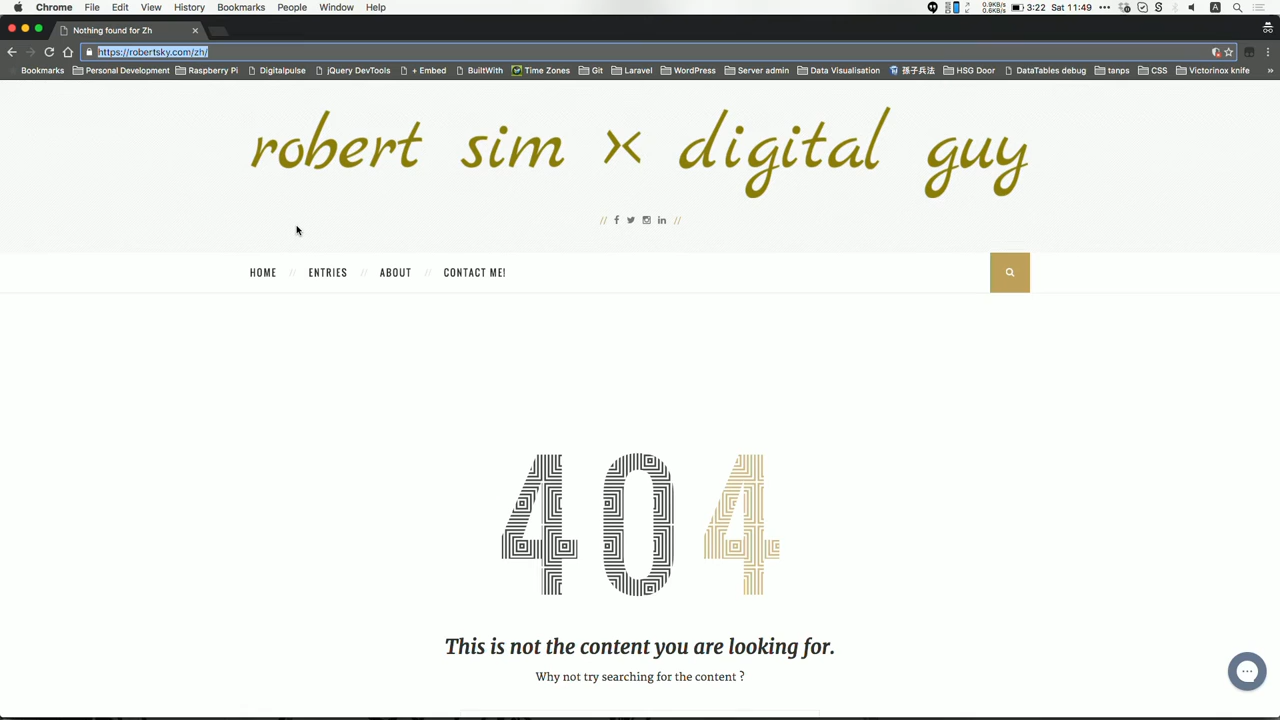 Chrome File Edit View History Bookmarks People Window Help 0.9KB/s 0.6KB/s 3:22 Sat 11:49 A
Nothing found for Zh
https://robertsky.com/zh/
Bookmarks Personal Development Raspberry Pi Digitalpulse jQuery DevTools + Embed BuiltWith Time Zones Git Laravel WordPress Server admin Data Visualisation 孫子兵法 HSG Door DataTables debug tanps CSS Victorinox knife »
robert sim × digital guy
// //
HOME // ENTRIES // ABOUT // CONTACT ME!
404
This is not the content you are looking for.
Why not try searching for the content ?